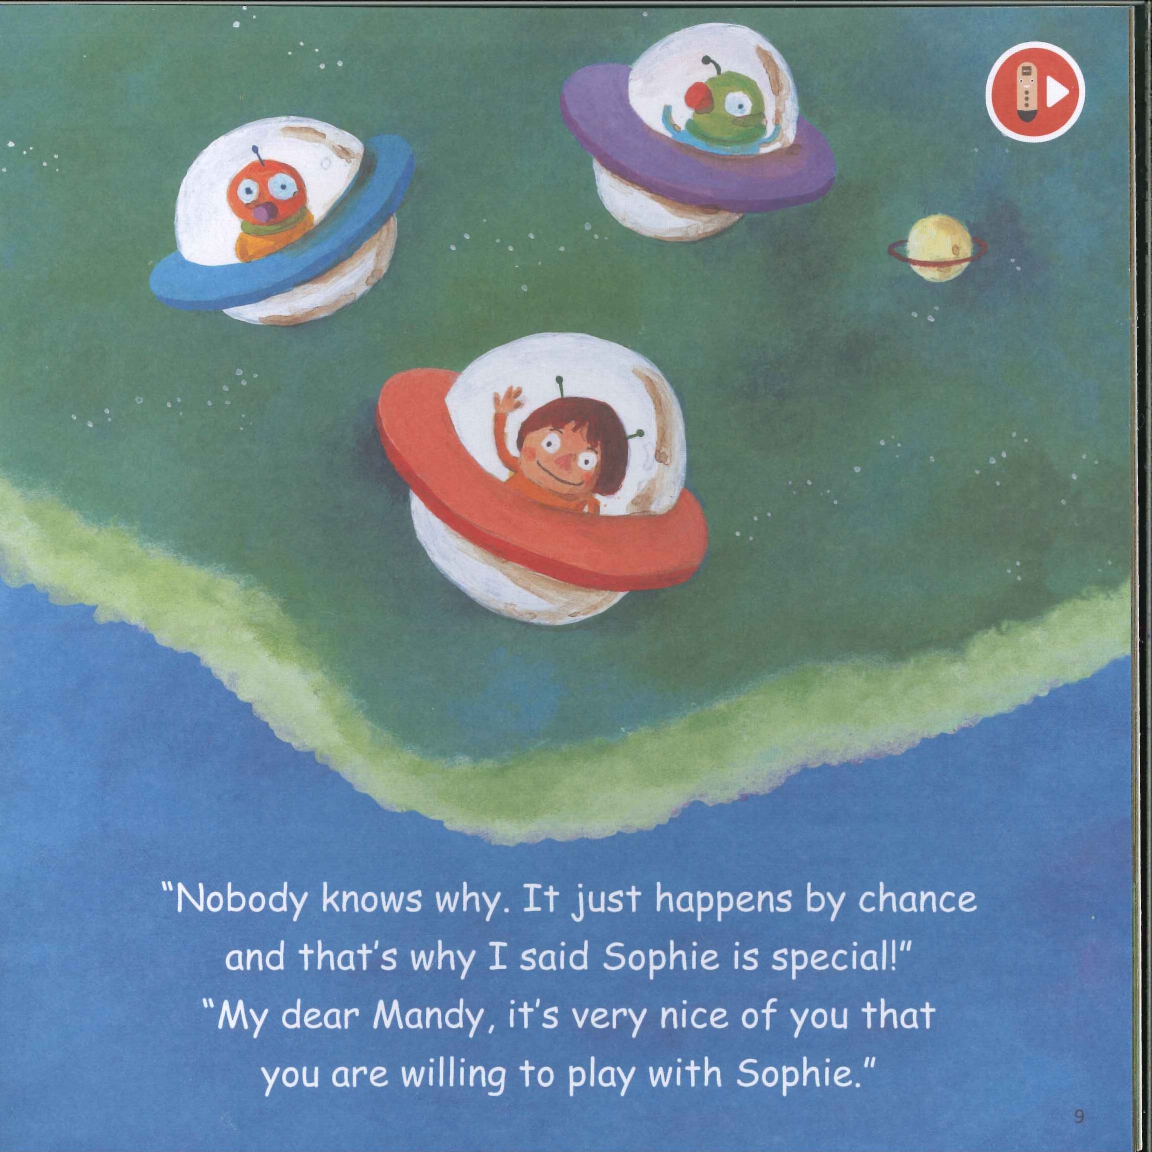 “Nobody knows why. It just happens by chance
and that’s why I said Sophie is special!”
“My dear Mandy, it’s very nice of you that
you are willing to play with Sophie.”
9